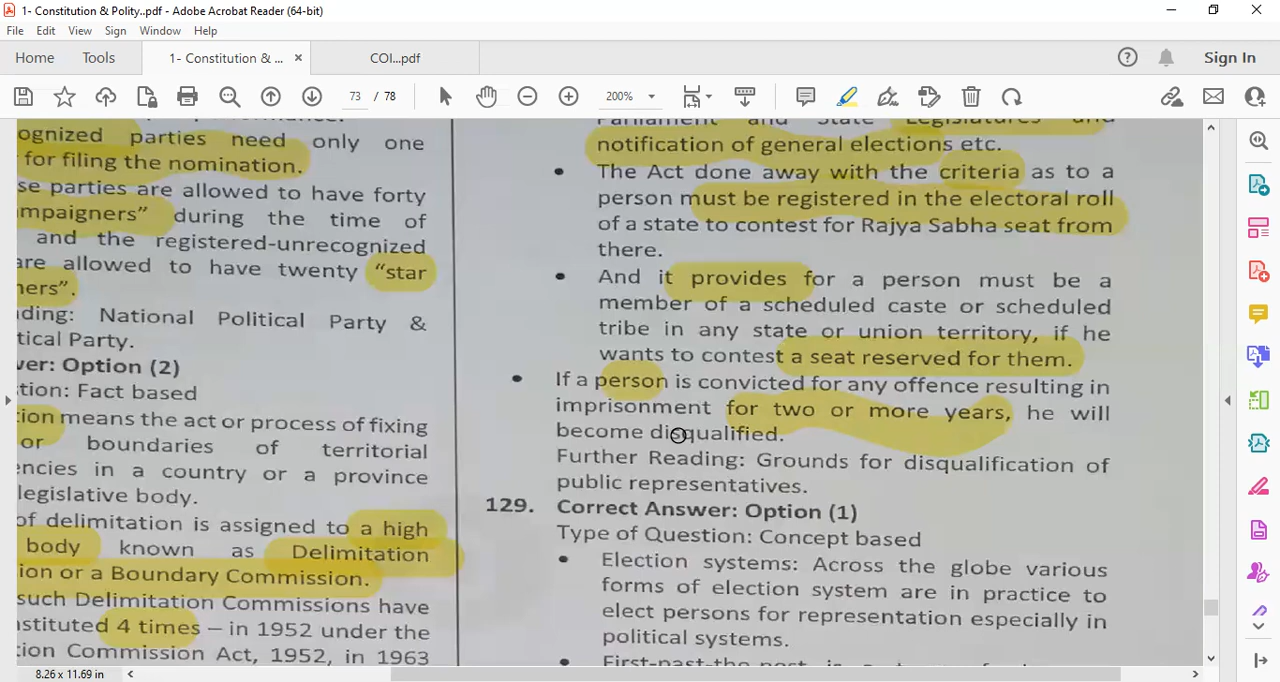 1- Constitution & Polity..pdf - Adobe Acrobat Reader (64-bit)
File Edit View Sign Window Help
Home Tools 1- Constitution & ... × COI...pdf Sign In
73 / 78 200%
ognized parties need only one
for filing the nomination.
se parties are allowed to have forty
mpaigners” during the time of
and the registered-unrecognized
are allowed to have twenty “star
ners”.
ding: National Political Party &
tical Party.
ver: Option (2)
stion: Fact based
tion means the act or process of fixing
or boundaries of territorial
encies in a country or a province
legislative body.
of delimitation is assigned to a high
body known as Delimitation
ion or a Boundary Commission.
such Delimitation Commissions have
nstituted 4 times – in 1952 under the
tion Commission Act, 1952, in 1963
Parliament and State Legislatures and
notification of general elections etc.
• The Act done away with the criteria as to a
person must be registered in the electoral roll
of a state to contest for Rajya Sabha seat from
there.
• And it provides for a person must be a
member of a scheduled caste or scheduled
tribe in any state or union territory, if he
wants to contest a seat reserved for them.
• If a person is convicted for any offence resulting in
imprisonment for two or more years, he will
become disqualified.
Further Reading: Grounds for disqualification of
public representatives.
129. Correct Answer: Option (1)
Type of Question: Concept based
• Election systems: Across the globe various
forms of election system are in practice to
elect persons for representation especially in
political systems.
• First-past-the-post is
8.26 x 11.69 in